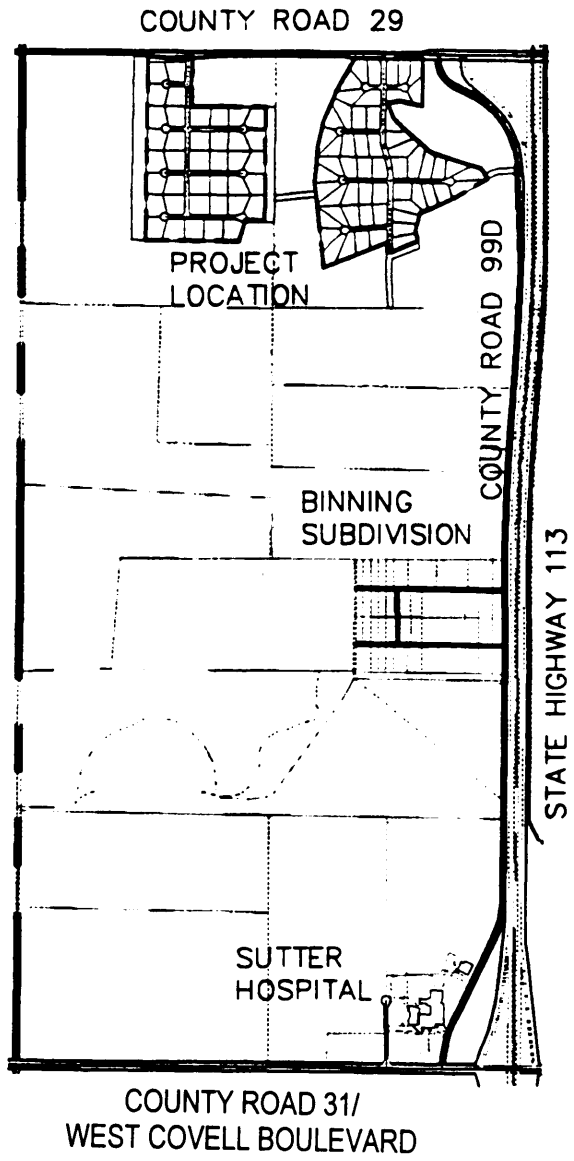 COUNTY ROAD 29
PROJECT
LOCATION
COUNTY ROAD 99D
BINNING
SUBDIVISION
STATE HIGHWAY 113
SUTTER
HOSPITAL
COUNTY ROAD 31/
WEST COVELL BOULEVARD